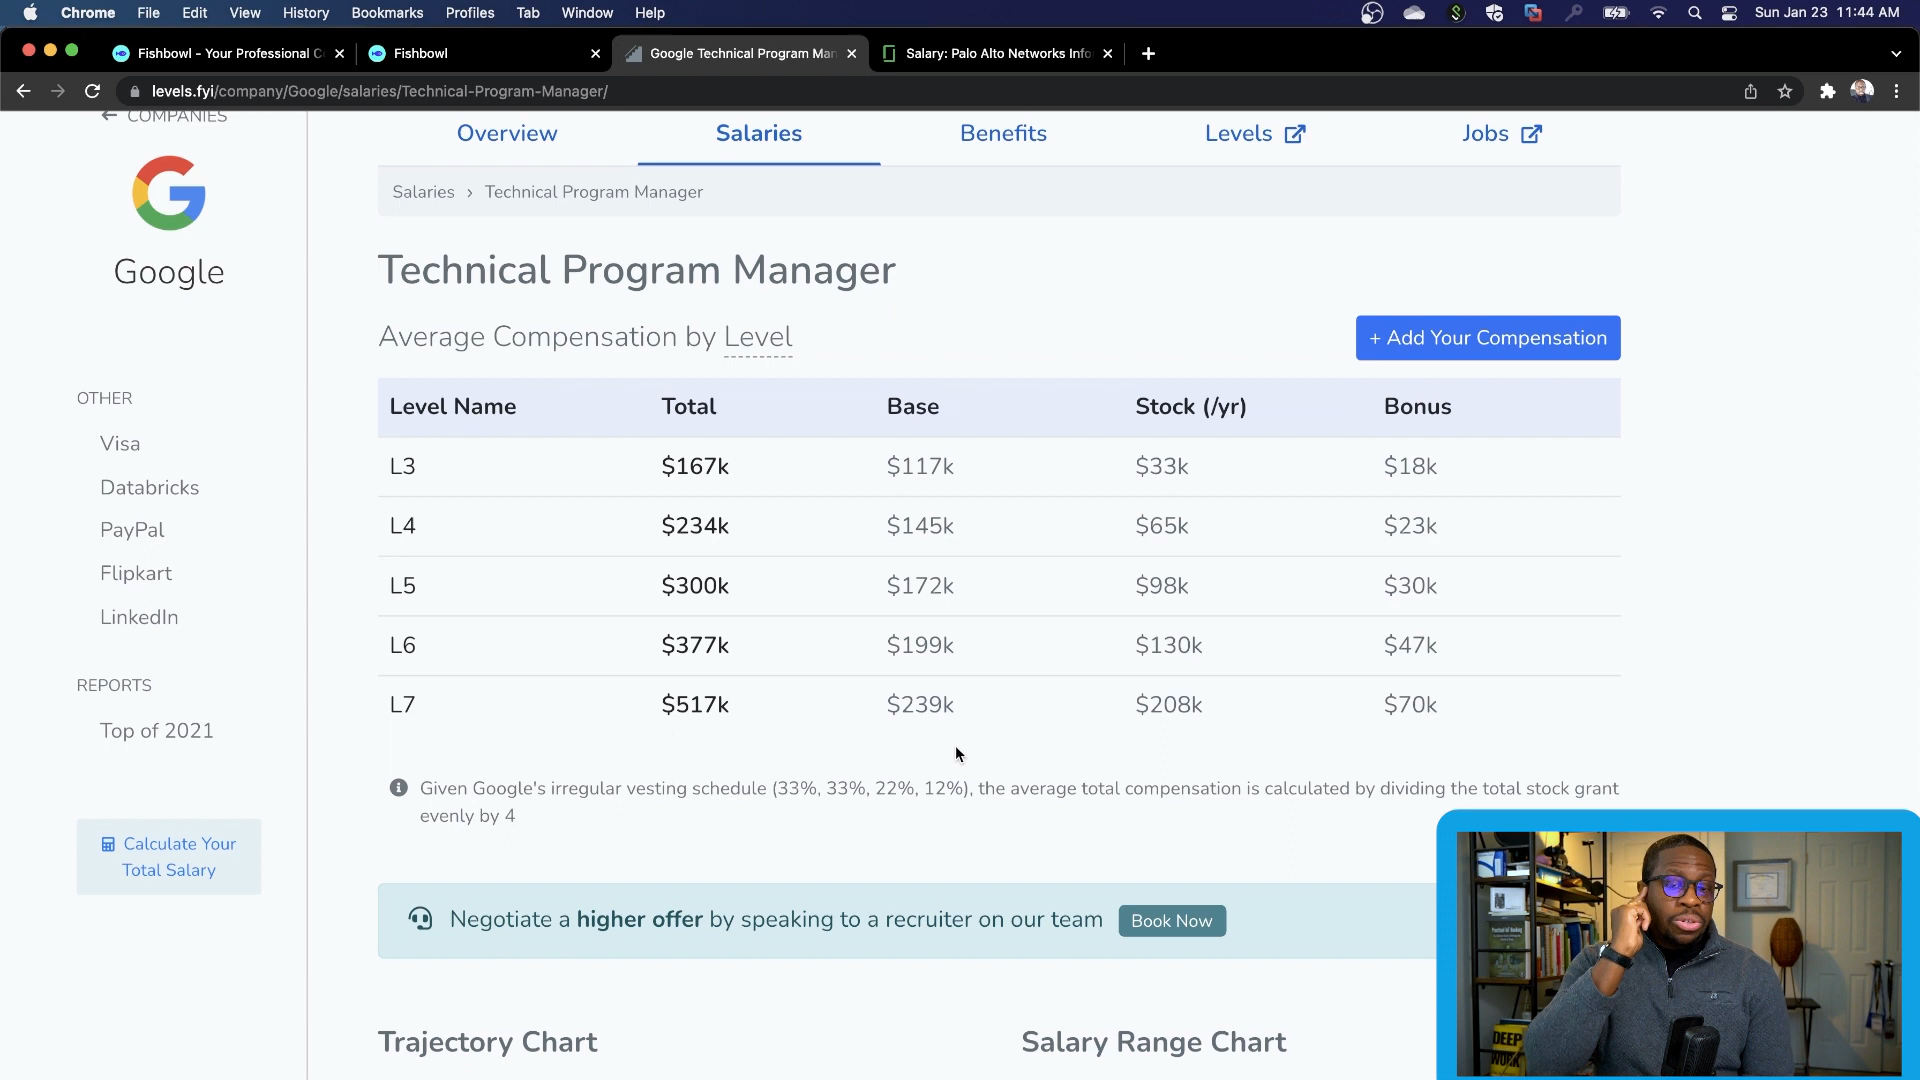 Chrome File Edit View History Bookmarks Profiles Tab Window Help Sun Jan 23 11:44 AM
Fishbowl - Your Professional C Fishbowl Google Technical Program Man Salary: Palo Alto Networks Info
levels.fyi/company/Google/salaries/Technical-Program-Manager/
COMPANIES
Google
OTHER
Visa
Databricks
PayPal
Flipkart
LinkedIn
REPORTS
Top of 2021
Calculate Your
Total Salary
Overview Salaries Benefits Levels Jobs
Salaries › Technical Program Manager
Technical Program Manager
Average Compensation by Level
+ Add Your Compensation
Level Name Total Base Stock (/yr) Bonus
L3 $167k $117k $33k $18k
L4 $234k $145k $65k $23k
L5 $300k $172k $98k $30k
L6 $377k $199k $130k $47k
L7 $517k $239k $208k $70k
Given Google's irregular vesting schedule (33%, 33%, 22%, 12%), the average total compensation is calculated by dividing the total stock grant
evenly by 4
Negotiate a higher offer by speaking to a recruiter on our team Book Now
Trajectory Chart
Salary Range Chart
DEEP
WORK